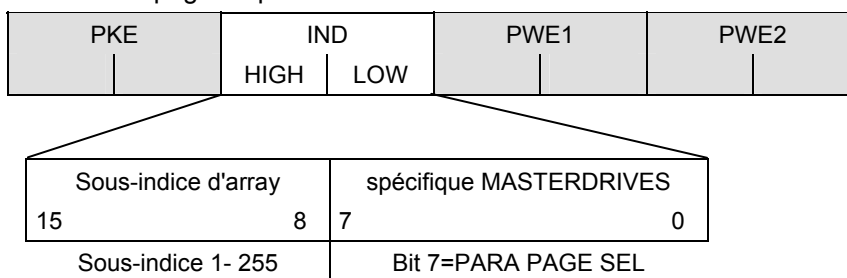 PKE IND PWE1 PWE2
HIGH LOW
Sous-indice d'array spécifique MASTERDRIVES
15 8 7 0
Sous-indice 1- 255 Bit 7=PARA PAGE SEL